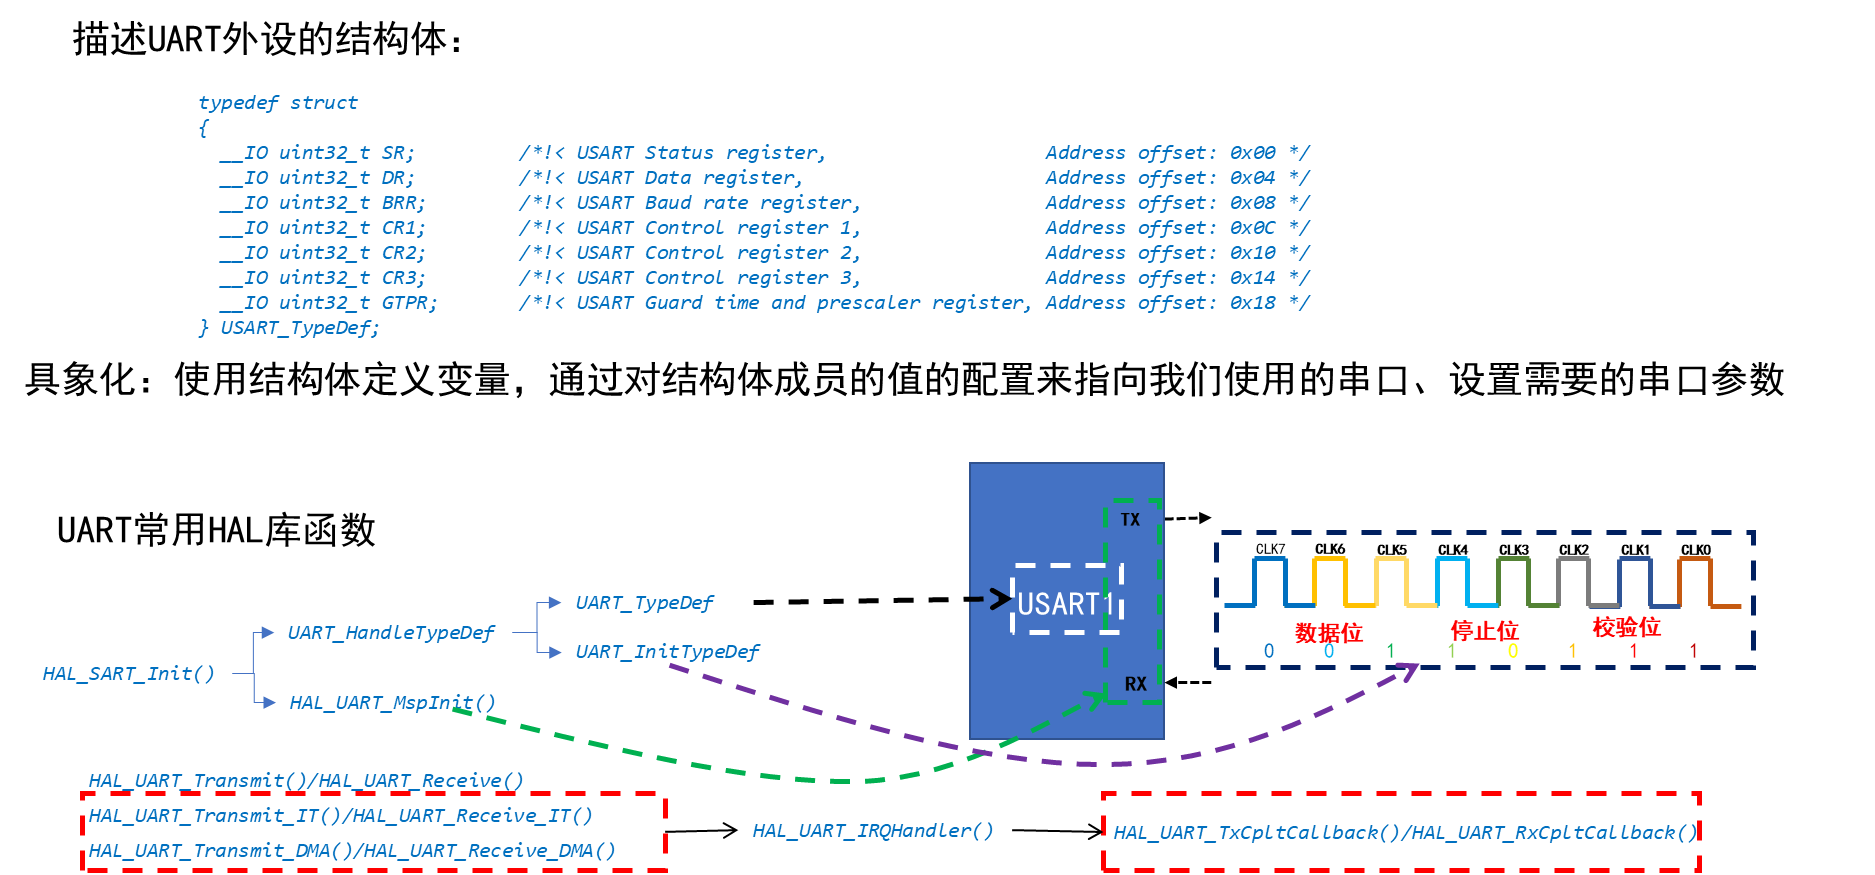 描述UART外设的结构体：
typedef struct
{
__IO uint32_t SR; /*!< USART Status register, Address offset: 0x00 */
__IO uint32_t DR; /*!< USART Data register, Address offset: 0x04 */
__IO uint32_t BRR; /*!< USART Baud rate register, Address offset: 0x08 */
__IO uint32_t CR1; /*!< USART Control register 1, Address offset: 0x0C */
__IO uint32_t CR2; /*!< USART Control register 2, Address offset: 0x10 */
__IO uint32_t CR3; /*!< USART Control register 3, Address offset: 0x14 */
__IO uint32_t GTPR; /*!< USART Guard time and prescaler register, Address offset: 0x18 */
} USART_TypeDef;
具象化：使用结构体定义变量，通过对结构体成员的值的配置来指向我们使用的串口、设置需要的串口参数
UART常用HAL库函数
HAL_SART_Init()
UART_HandleTypeDef
HAL_UART_MspInit()
UART_TypeDef
UART_InitTypeDef
TX
USART1
RX
CLK7 CLK6 CLK5 CLK4 CLK3 CLK2 CLK1 CLK0
数据位 停止位 校验位
0 0 1 1 0 1 1 1
HAL_UART_Transmit()/HAL_UART_Receive()
HAL_UART_Transmit_IT()/HAL_UART_Receive_IT()
HAL_UART_Transmit_DMA()/HAL_UART_Receive_DMA()
HAL_UART_IRQHandler()
HAL_UART_TxCpltCallback()/HAL_UART_RxCpltCallback()